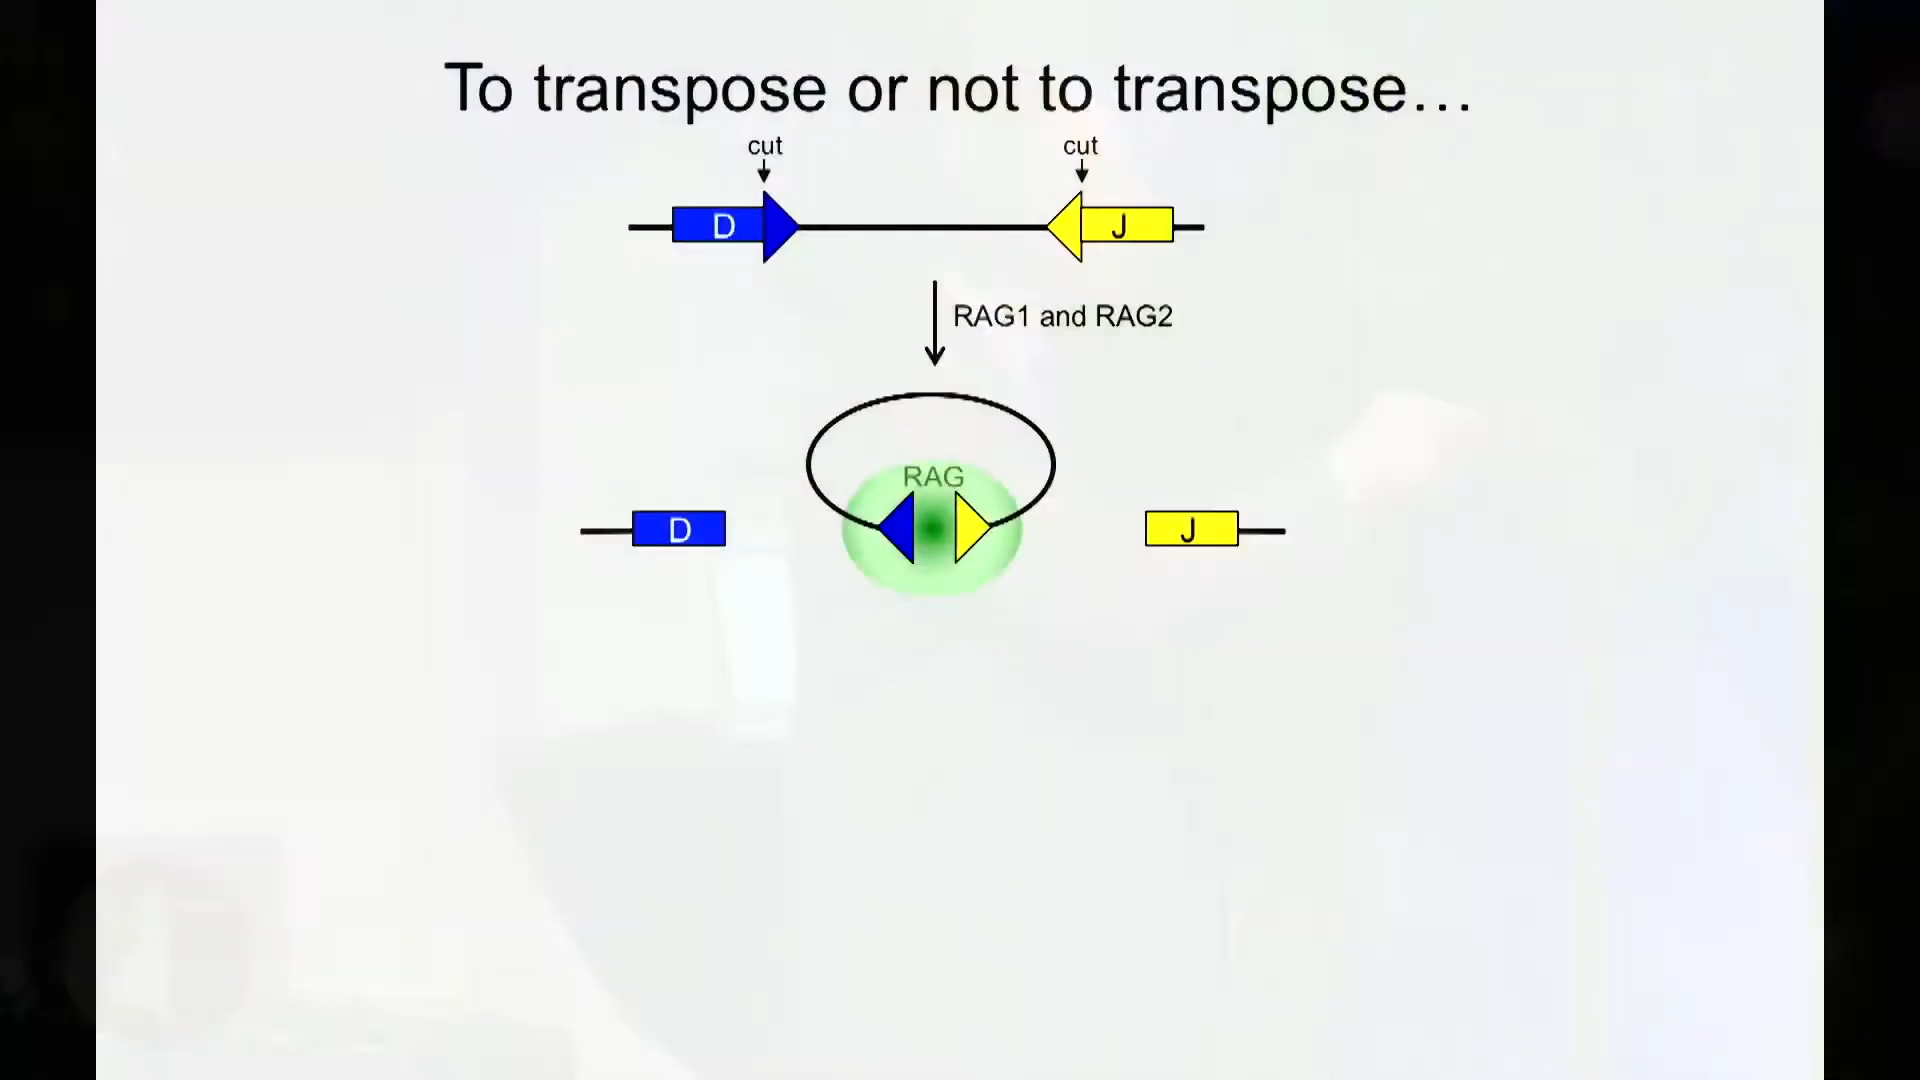 To transpose or not to transpose…
cut cut
D J
RAG1 and RAG2
RAG
D J